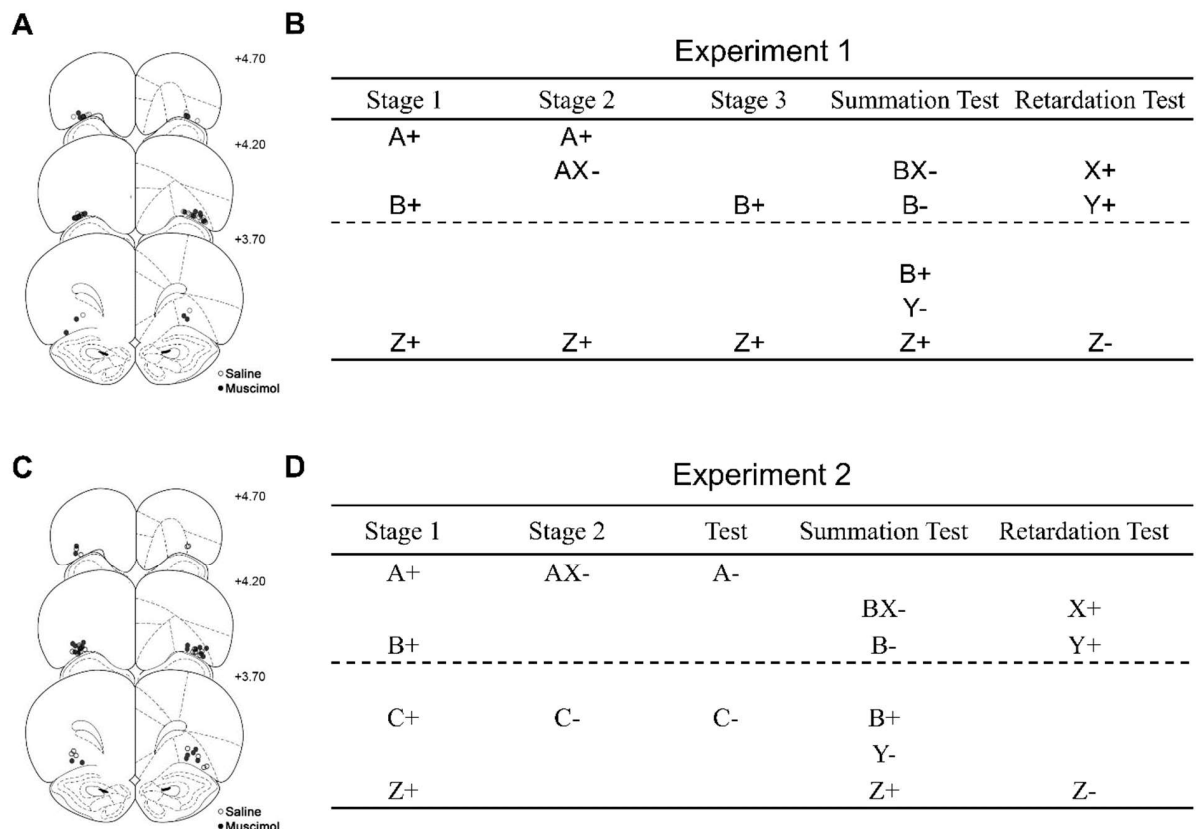 A
+4.70
+4.20
+3.70
Saline
Muscimol
B
Experiment 1
Stage 1 Stage 2 Stage 3 Summation Test Retardation Test
A+ A+
AX- BX- X+
B+ B+ B- Y+
B+
Y-
Z+ Z+ Z+ Z+ Z-
C
+4.70
+4.20
+3.70
Saline
Muscimol
D
Experiment 2
Stage 1 Stage 2 Test Summation Test Retardation Test
A+ AX- A-
BX- X+
B+ B- Y+
C+ C- C- B+
Y-
Z+ Z+ Z-